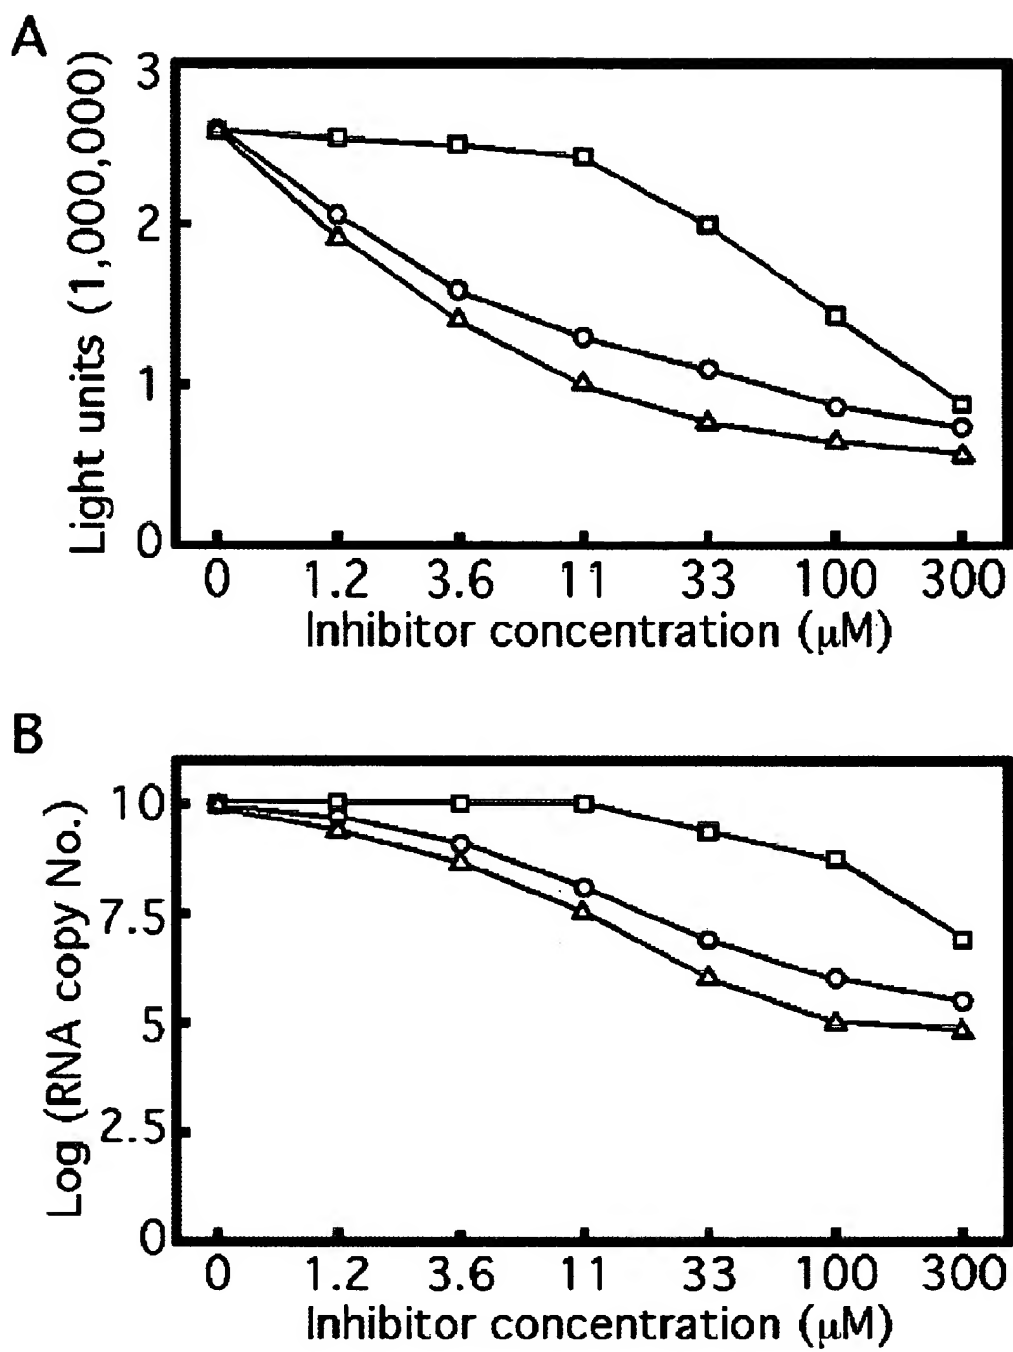 A
Light units (1,000,000)
3
2
1
0
0 1.2 3.6 11 33 100 300
Inhibitor concentration (μM)
B
Log (RNA copy No.)
10
7.5
5
2.5
0
0 1.2 3.6 11 33 100 300
Inhibitor concentration (μM)